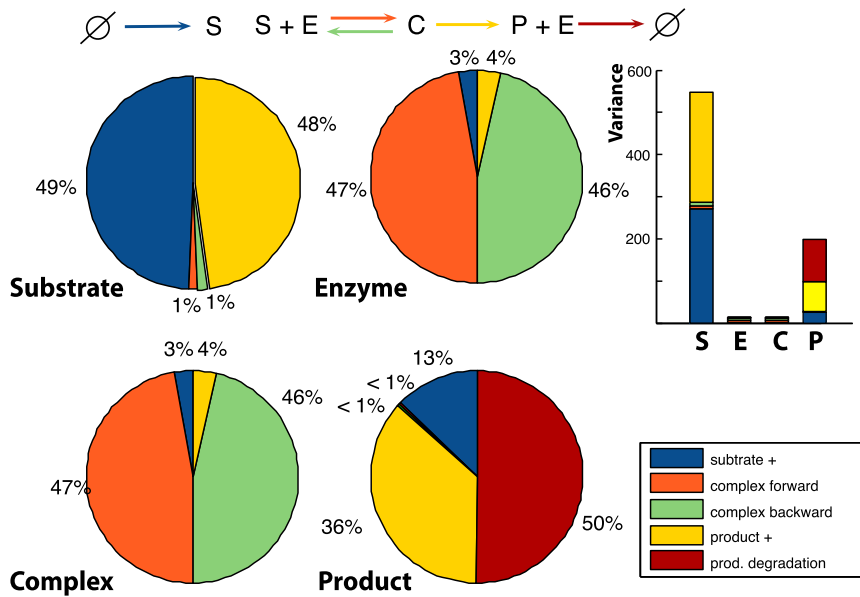 ∅ S S + E C P + E ∅
49%
48%
1% 1%
Substrate
3% 4%
47%
46%
Enzyme
Variance
600
400
200
S E C P
3% 4%
47%
46%
Complex
13%
< 1%
< 1%
36%
50%
Product
subtrate +
complex forward
complex backward
product +
prod. degradation